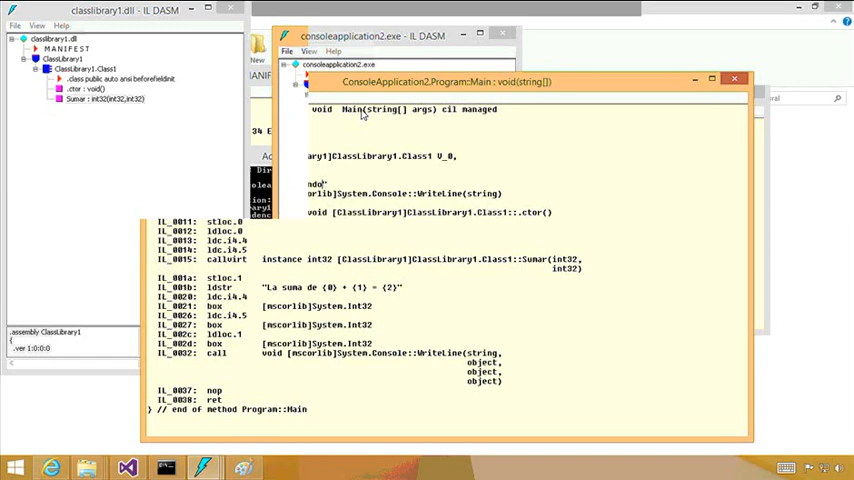 classlibrary1.dll - IL DASM
File View Help
classlibrary1.dll
MANIFEST
ClassLibrary1
ClassLibrary1.Class1
.class public auto ansi beforefieldinit
.ctor : void()
Sumar : int32(int32,int32)
.assembly ClassLibrary1
{
.ver 1:0:0:0
consoleapplication2.exe - IL DASM
File View Help
consoleapplication2.exe
ConsoleApplication2.Program::Main : void(string[])
void Main(string[] args) cil managed
ary1]ClassLibrary1.Class1 V_0,
ndo"
orlib]System.Console::WriteLine(string)
void [ClassLibrary1]ClassLibrary1.Class1::.ctor()
IL_0011: stloc.0
IL_0012: ldloc.0
IL_0013: ldc.i4.4
IL_0014: ldc.i4.5
IL_0015: callvirt instance int32 [ClassLibrary1]ClassLibrary1.Class1::Sumar(int32,
int32)
IL_001a: stloc.1
IL_001b: ldstr "La suma de {0} + {1} = {2}"
IL_0020: ldc.i4.4
IL_0021: box [mscorlib]System.Int32
IL_0026: ldc.i4.5
IL_0027: box [mscorlib]System.Int32
IL_002c: ldloc.1
IL_002d: box [mscorlib]System.Int32
IL_0032: call void [mscorlib]System.Console::WriteLine(string,
object,
object,
object)
IL_0037: nop
IL_0038: ret
} // end of method Program::Main